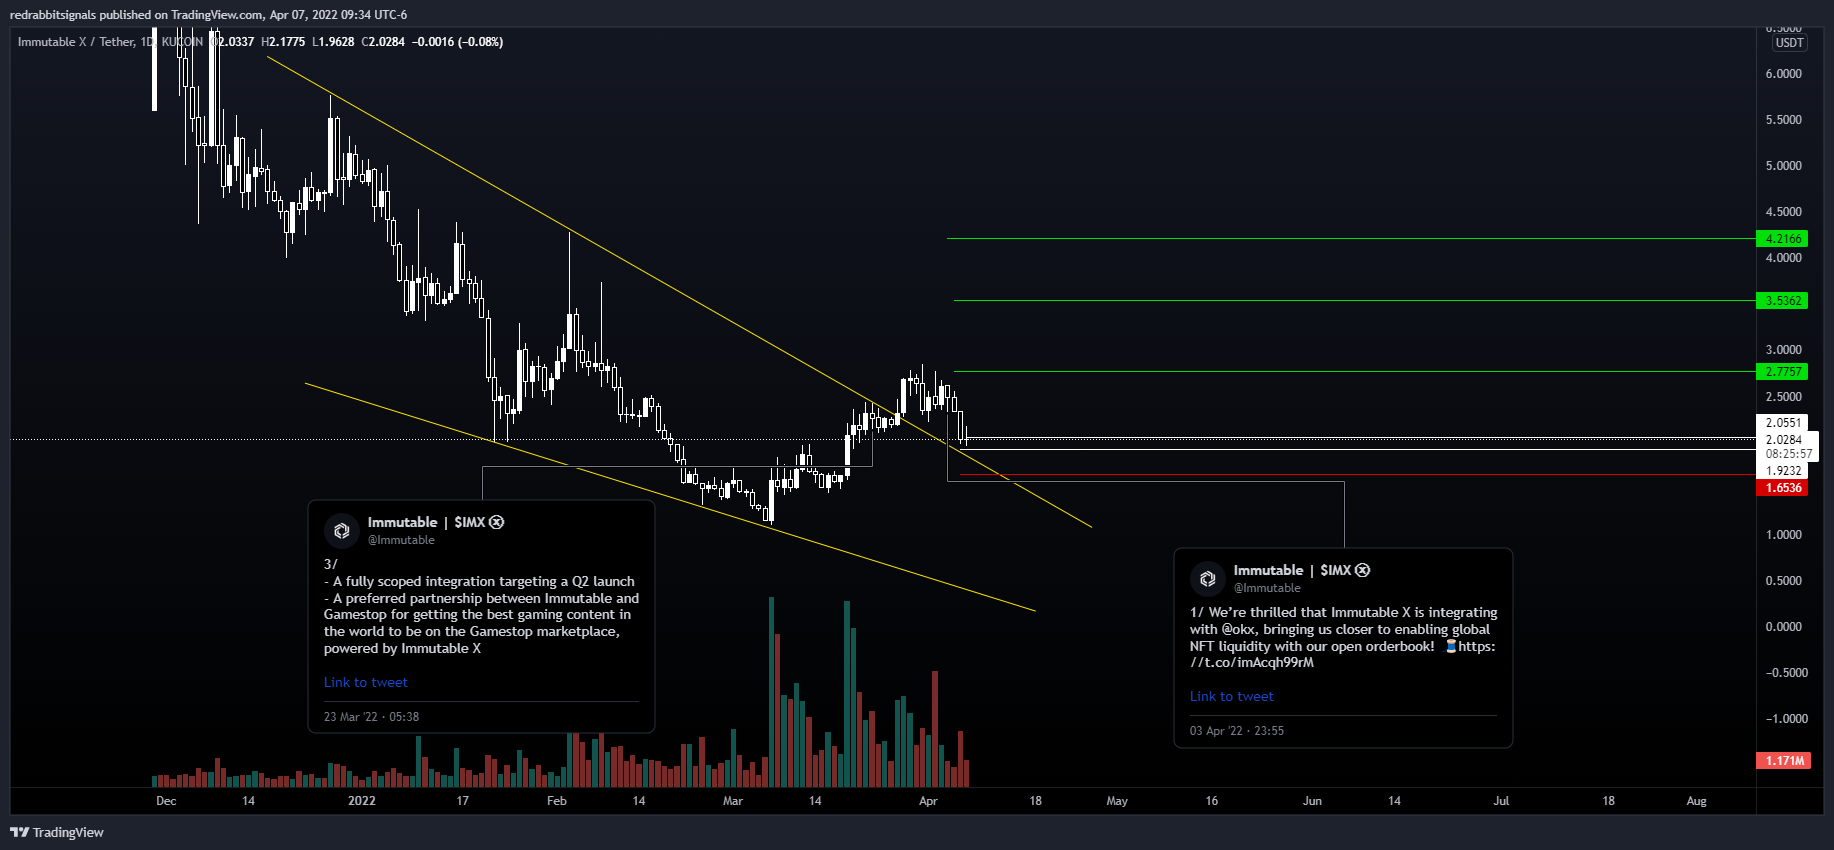 redrabbitsignals published on TradingView.com, Apr 07, 2022 09:34 UTC-6
Immutable X / Tether, 1D, KUCOIN O2.0337 H2.1775 L1.9628 C2.0284 −0.0016 (−0.08%)
6.5000
USDT
6.0000
5.5000
5.0000
4.5000
4.2166
4.0000
3.5362
3.0000
2.7757
2.5000
2.0551
2.0284
08:25:57
1.9232
1.6536
1.0000
0.5000
0.0000
−0.5000
−1.0000
1.171M
Immutable | $IMX
@Immutable
3/
- A fully scoped integration targeting a Q2 launch
- A preferred partnership between Immutable and
Gamestop for getting the best gaming content in
the world to be on the Gamestop marketplace,
powered by Immutable X
Link to tweet
23 Mar '22 · 05:38
Immutable | $IMX
@Immutable
1/ We’re thrilled that Immutable X is integrating
with @okx, bringing us closer to enabling global
NFT liquidity with our open orderbook! 🧵https:
//t.co/imAcqh99rM
Link to tweet
03 Apr '22 · 23:55
Dec 14 2022 17 Feb 14 Mar 14 Apr 18 May 16 Jun 14 Jul 18 Aug
TradingView